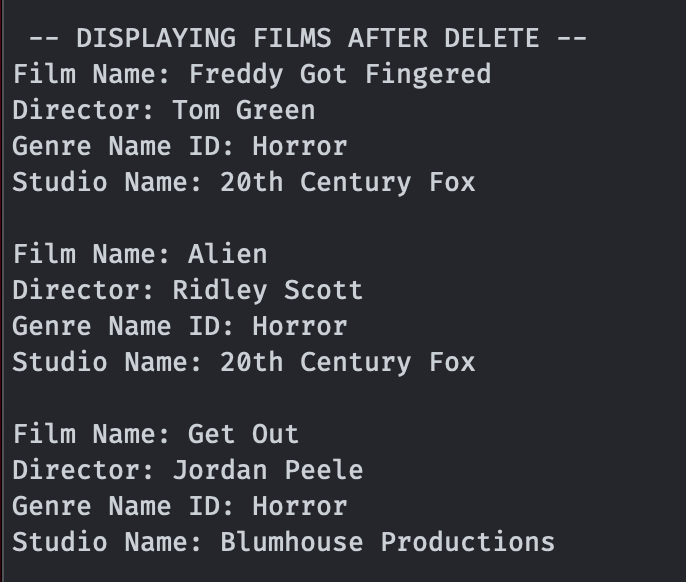 -- DISPLAYING FILMS AFTER DELETE --
Film Name: Freddy Got Fingered
Director: Tom Green
Genre Name ID: Horror
Studio Name: 20th Century Fox

Film Name: Alien
Director: Ridley Scott
Genre Name ID: Horror
Studio Name: 20th Century Fox

Film Name: Get Out
Director: Jordan Peele
Genre Name ID: Horror
Studio Name: Blumhouse Productions